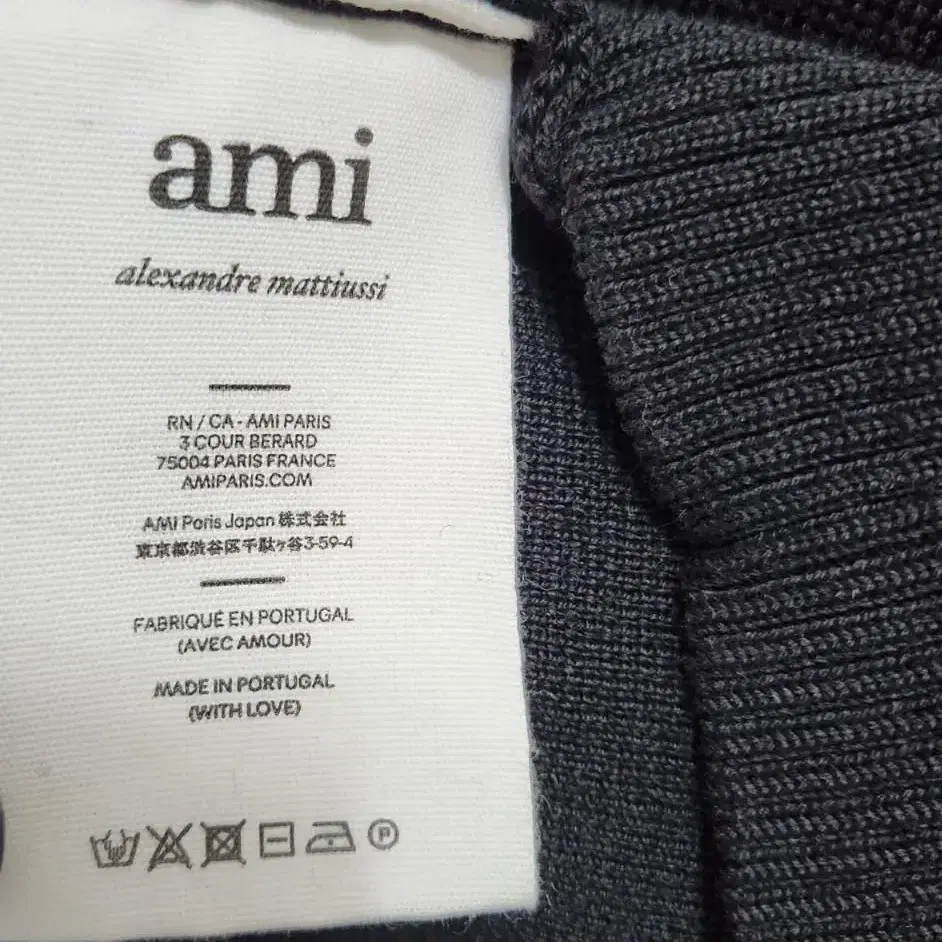 ami
alexandre mattiussi
RN / CA - AMI PARIS
3 COUR BERARD
75004 PARIS FRANCE
AMIPARIS.COM
AMI Paris Japan 株式会社
東京都渋谷区千駄ヶ谷3-59-4
FABRIQUÉ EN PORTUGAL
(AVEC AMOUR)
MADE IN PORTUGAL
(WITH LOVE)
P